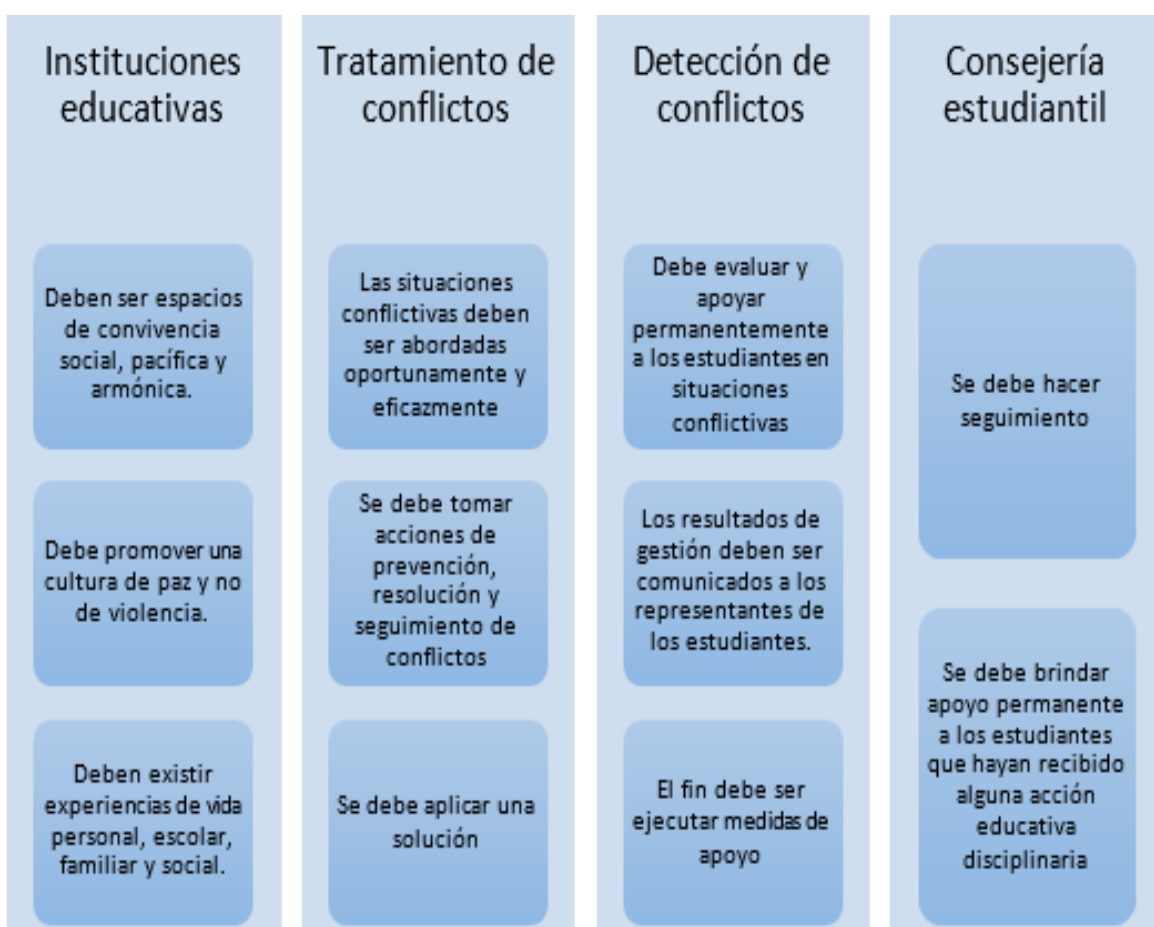 Instituciones
educativas
Deben ser espacios
de convivencia
social, pacífica y
armónica.
Debe promover una
cultura de paz y no
de violencia.
Deben existir
experiencias de vida
personal, escolar,
familiar y social.
Tratamiento de
conflictos
Las situaciones
conflictivas deben
ser abordadas
oportunamente y
eficazmente
Se debe tomar
acciones de
prevención,
resolución y
seguimiento de
conflictos
Se debe aplicar una
solución
Detección de
conflictos
Debe evaluar y
apoyar
permanentemente
a los estudiantes en
situaciones
conflictivas
Los resultados de
gestión deben ser
comunicados a los
representantes de
los estudiantes.
El fin debe ser
ejecutar medidas de
apoyo
Consejería
estudiantil
Se debe hacer
seguimiento
Se debe brindar
apoyo permanente
a los estudiantes
que hayan recibido
alguna acción
educativa
disciplinaria